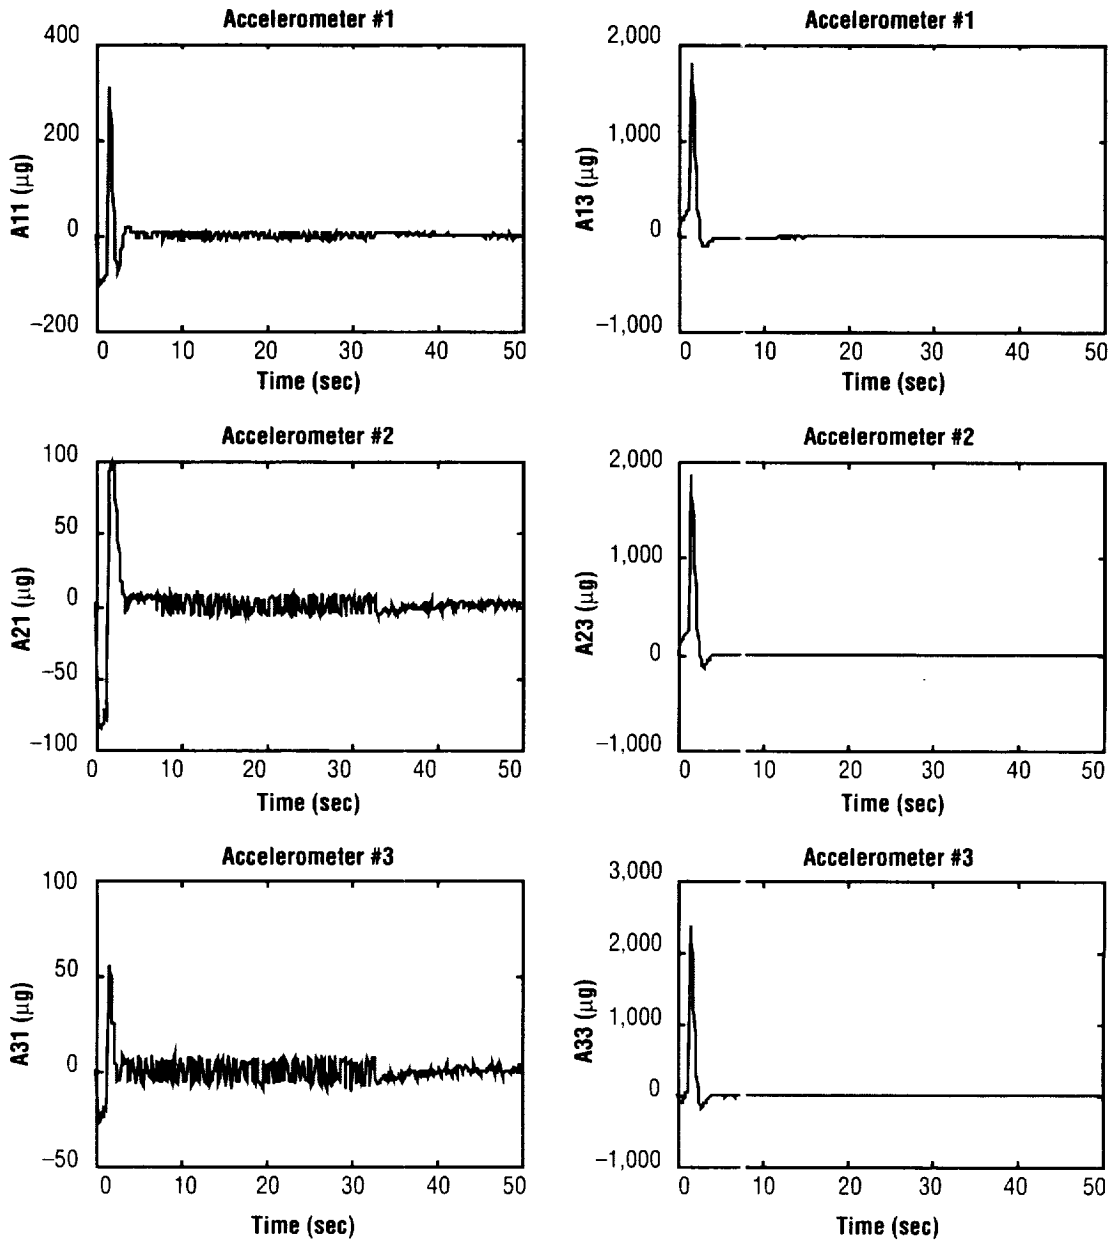 Accelerometer #1
400
200
0
−200
A11 (µg)
0 10 20 30 40 50
Time (sec)
Accelerometer #1
2,000
1,000
0
−1,000
A13 (µg)
0 10 20 30 40 50
Time (sec)
Accelerometer #2
100
50
0
−50
−100
A21 (µg)
0 10 20 30 40 50
Time (sec)
Accelerometer #2
2,000
1,000
0
−1,000
A23 (µg)
0 10 20 30 40 50
Time (sec)
Accelerometer #3
100
50
0
−50
A31 (µg)
0 10 20 30 40 50
Time (sec)
Accelerometer #3
3,000
2,000
1,000
0
−1,000
A33 (µg)
0 10 20 30 40 50
Time (sec)